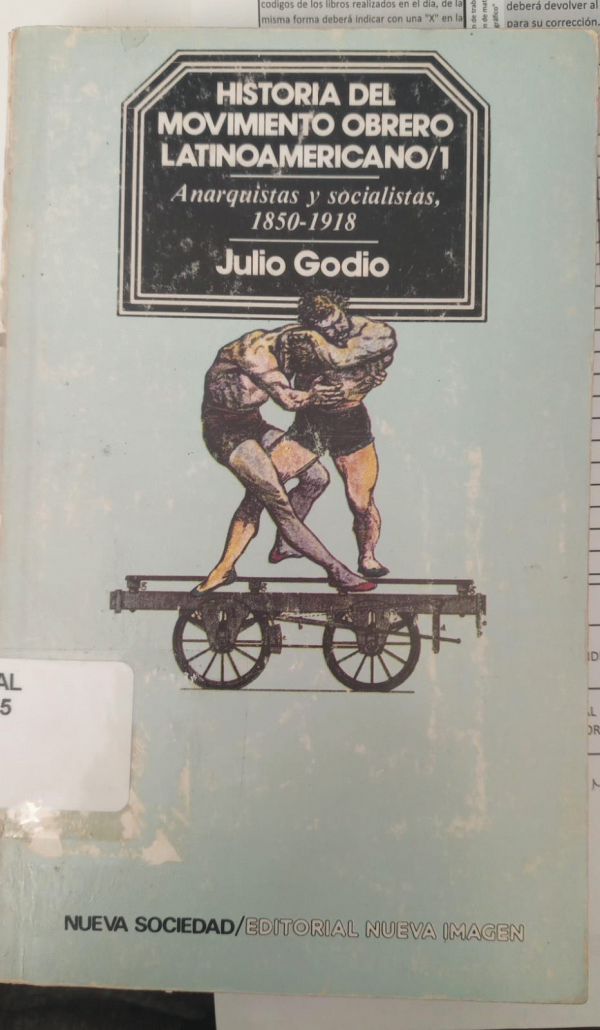 codigos de los libros realizados en el día, de la
misma forma deberá indicar con una "X" en la
deberá devolver al
para su corrección.
HISTORIA DEL
MOVIMIENTO OBRERO
LATINOAMERICANO/1
Anarquistas y socialistas,
1850-1918
Julio Godio
AL
5
NUEVA SOCIEDAD/EDITORIAL NUEVA IMAGEN